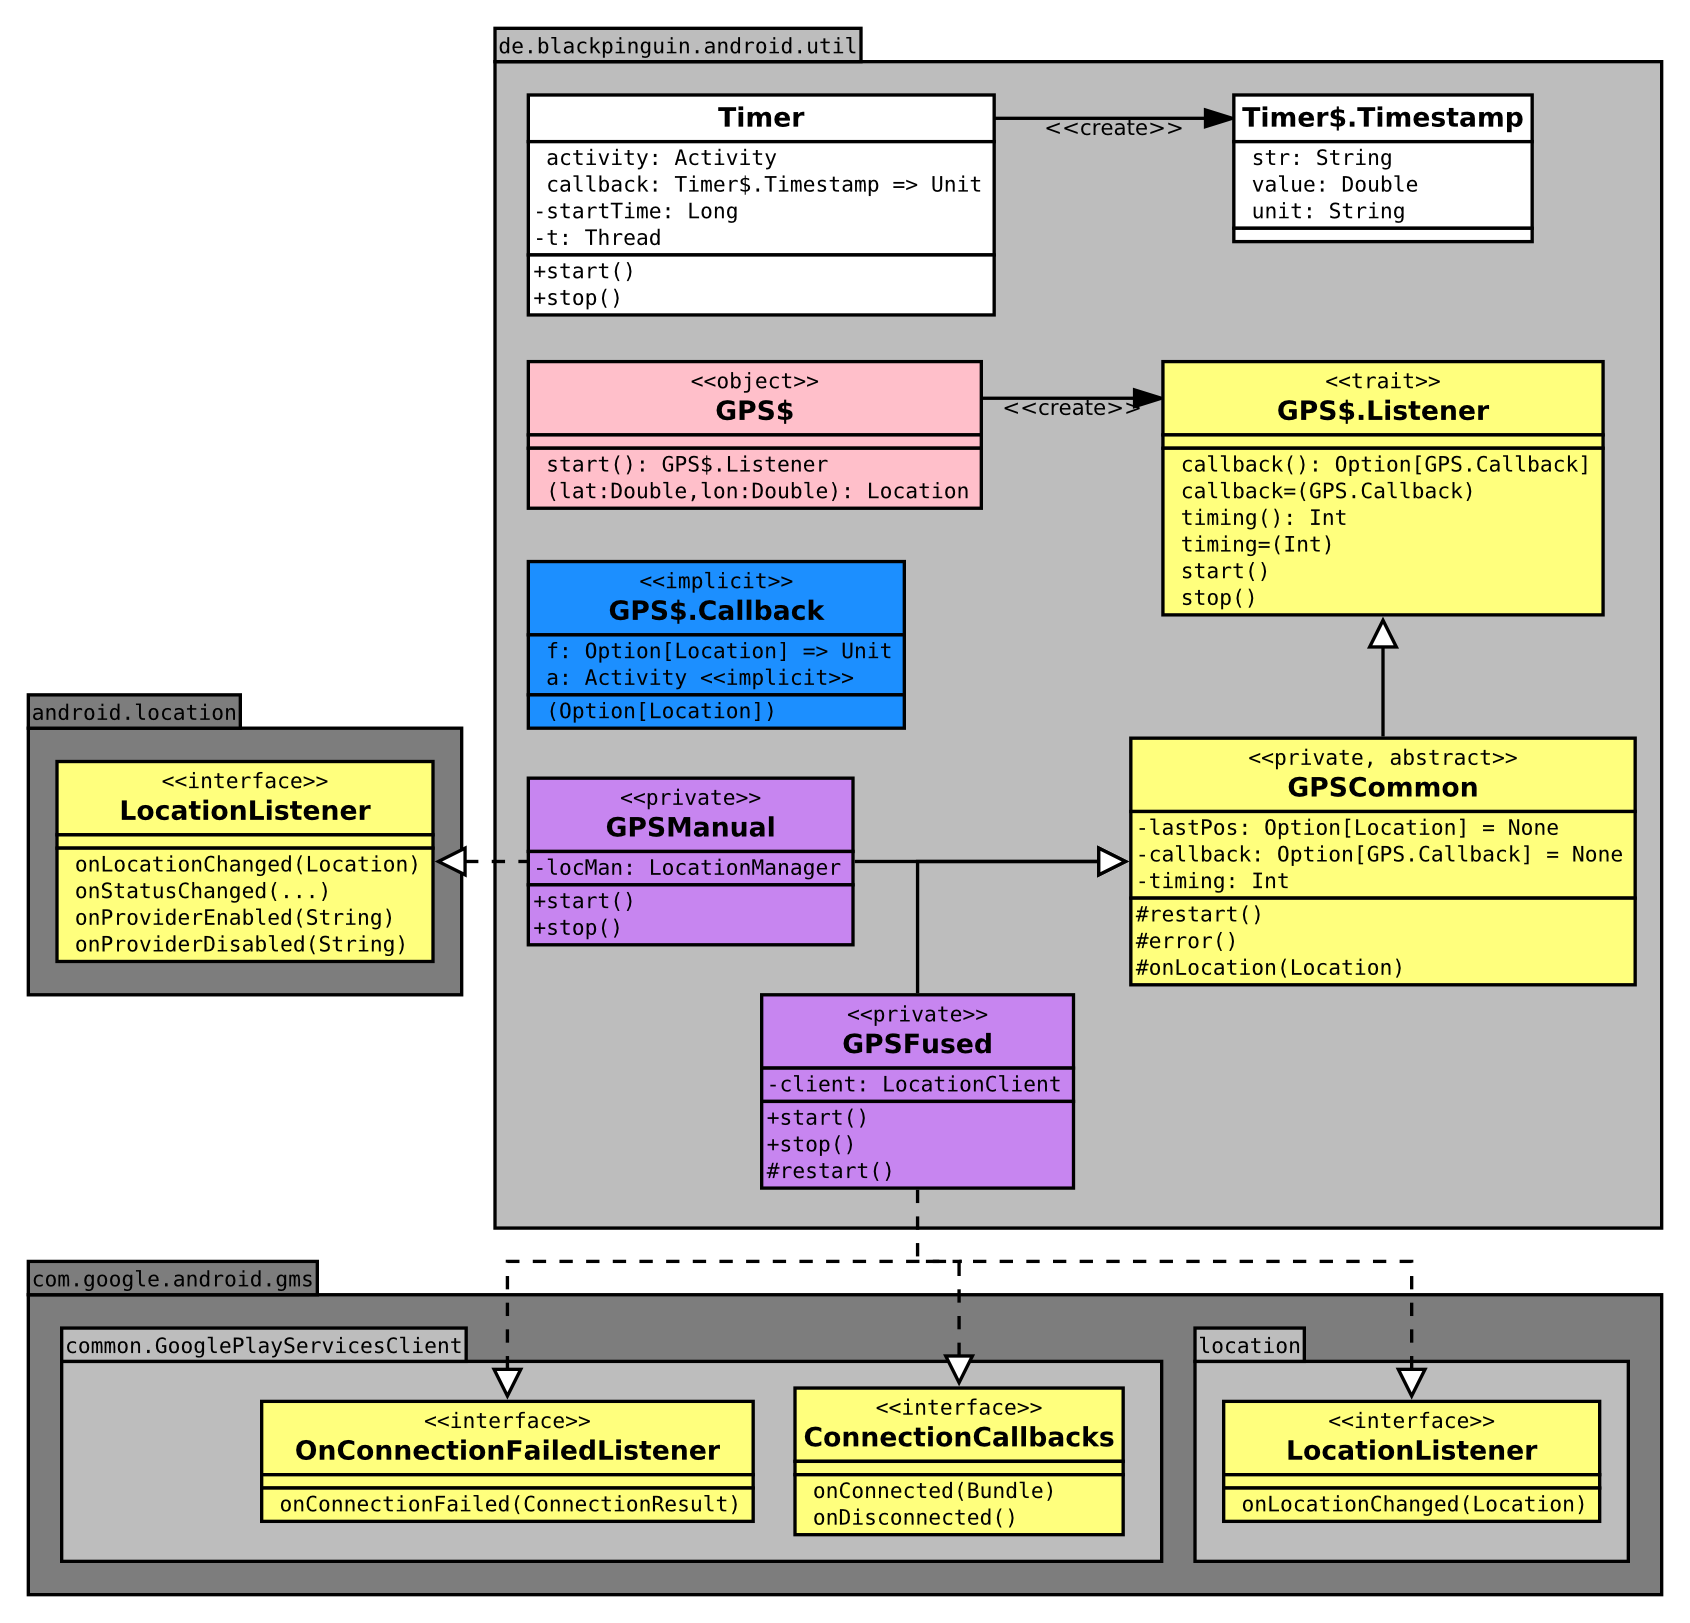 de.blackpinguin.android.util
Timer
activity: Activity
callback: Timer$.Timestamp => Unit
-startTime: Long
-t: Thread
+start()
+stop()
<<create>>
Timer$.Timestamp
str: String
value: Double
unit: String
<<object>>
GPS$
start(): GPS$.Listener
(lat:Double,lon:Double): Location
<<create>>
<<trait>>
GPS$.Listener
callback(): Option[GPS.Callback]
callback=(GPS.Callback)
timing(): Int
timing=(Int)
start()
stop()
<<implicit>>
GPS$.Callback
f: Option[Location] => Unit
a: Activity <<implicit>>
(Option[Location])
android.location
<<interface>>
LocationListener
onLocationChanged(Location)
onStatusChanged(...)
onProviderEnabled(String)
onProviderDisabled(String)
<<private>>
GPSManual
-locMan: LocationManager
+start()
+stop()
<<private, abstract>>
GPSCommon
-lastPos: Option[Location] = None
-callback: Option[GPS.Callback] = None
-timing: Int
#restart()
#error()
#onLocation(Location)
<<private>>
GPSFused
-client: LocationClient
+start()
+stop()
#restart()
com.google.android.gms
common.GooglePlayServicesClient
<<interface>>
OnConnectionFailedListener
onConnectionFailed(ConnectionResult)
<<interface>>
ConnectionCallbacks
onConnected(Bundle)
onDisconnected()
location
<<interface>>
LocationListener
onLocationChanged(Location)